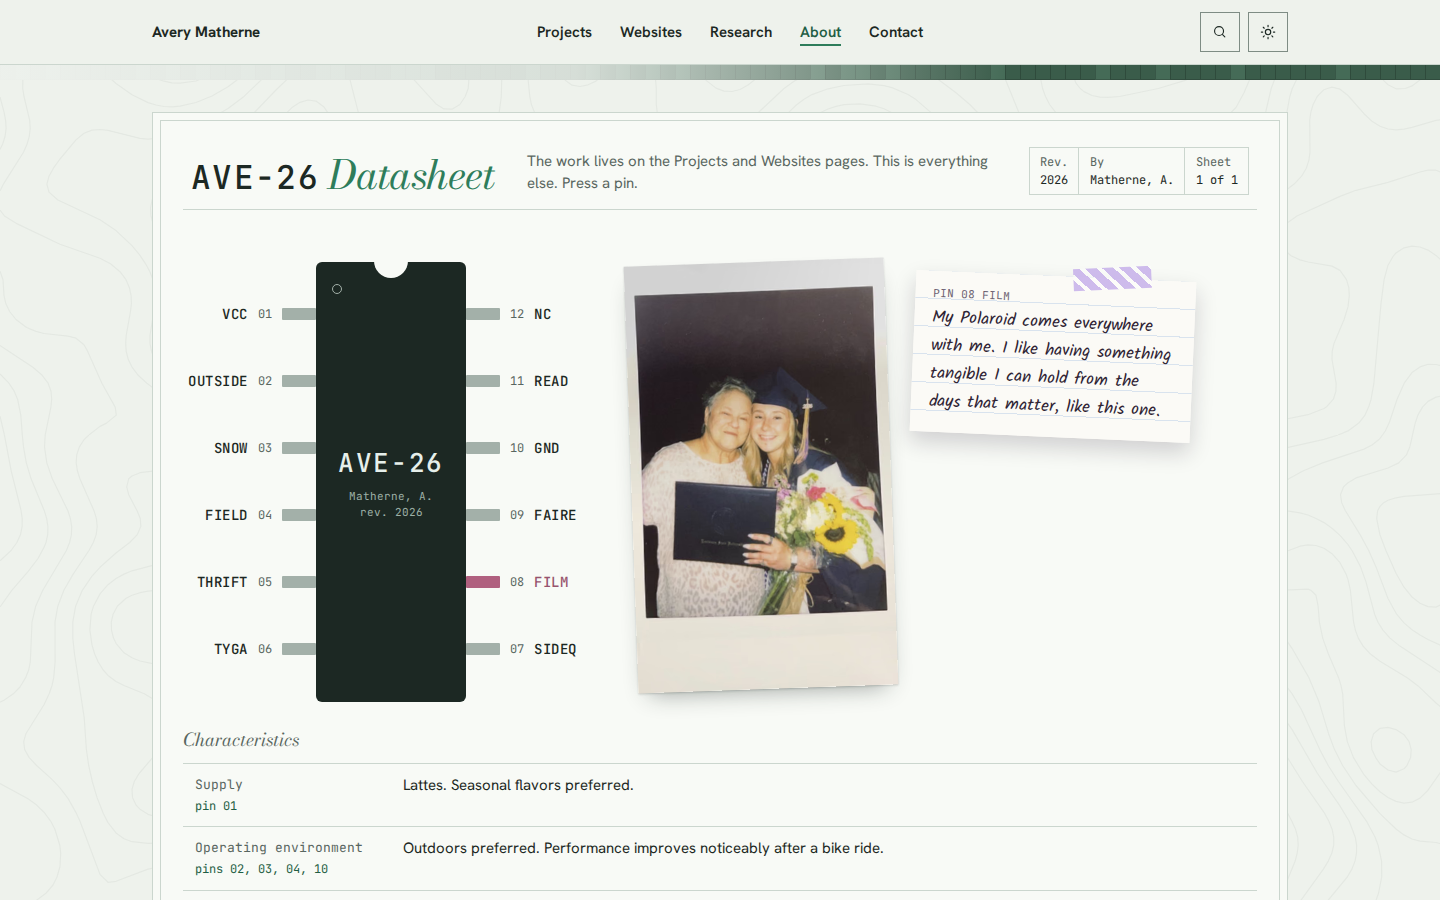 Avery Matherne
Projects
Websites
Research
About
Contact
AVE-26 Datasheet
The work lives on the Projects and Websites pages. This is everything
else. Press a pin.
Rev.
2026
By
Matherne, A.
Sheet
1 of 1
VCC 01
OUTSIDE 02
SNOW 03
FIELD 04
THRIFT 05
TYGA 06
AVE-26
Matherne, A.
rev. 2026
12 NC
11 READ
10 GND
09 FAIRE
08 FILM
07 SIDEQ
PIN 08 FILM
My Polaroid comes everywhere
with me. I like having something
tangible I can hold from the
days that matter, like this one.
Characteristics
Supply
pin 01
Lattes. Seasonal flavors preferred.
Operating environment
pins 02, 03, 04, 10
Outdoors preferred. Performance improves noticeably after a bike ride.